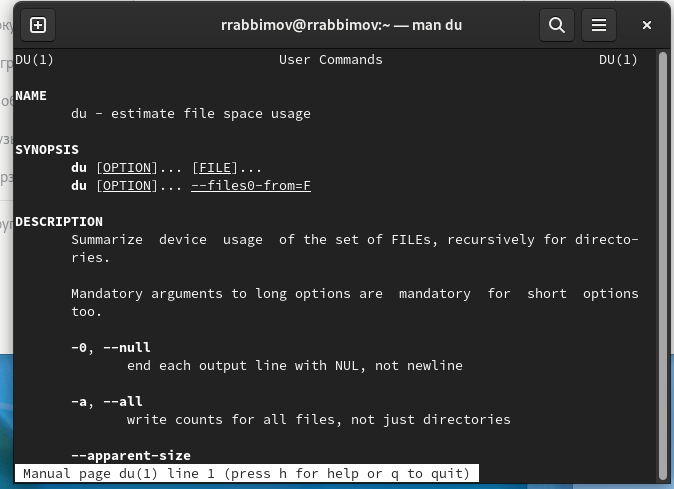 rrabbimov@rrabbimov:~ — man du
DU(1) User Commands DU(1)
NAME
du - estimate file space usage
SYNOPSIS
du [OPTION]... [FILE]...
du [OPTION]... --files0-from=F
DESCRIPTION
Summarize device usage of the set of FILEs, recursively for directo-
ries.
Mandatory arguments to long options are mandatory for short options
too.
-0, --null
end each output line with NUL, not newline
-a, --all
write counts for all files, not just directories
--apparent-size
Manual page du(1) line 1 (press h for help or q to quit)